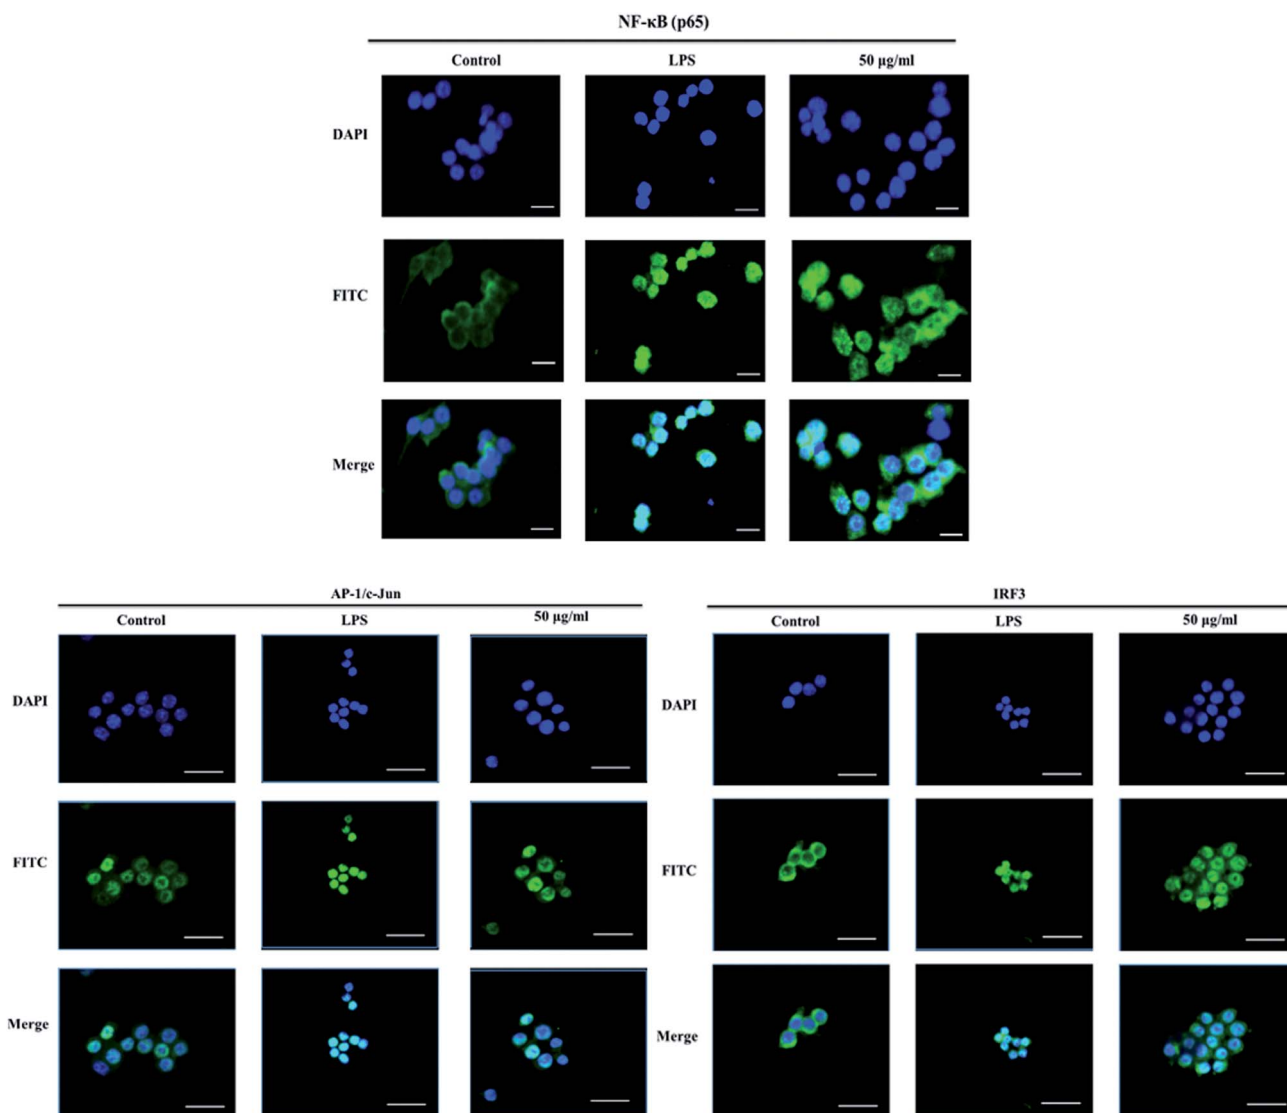 NF-κB (p65)
Control LPS 50 μg/ml
DAPI
FITC
Merge
AP-1/c-Jun
Control LPS 50 μg/ml
DAPI
FITC
Merge
IRF3
Control LPS 50 μg/ml
DAPI
FITC
Merge